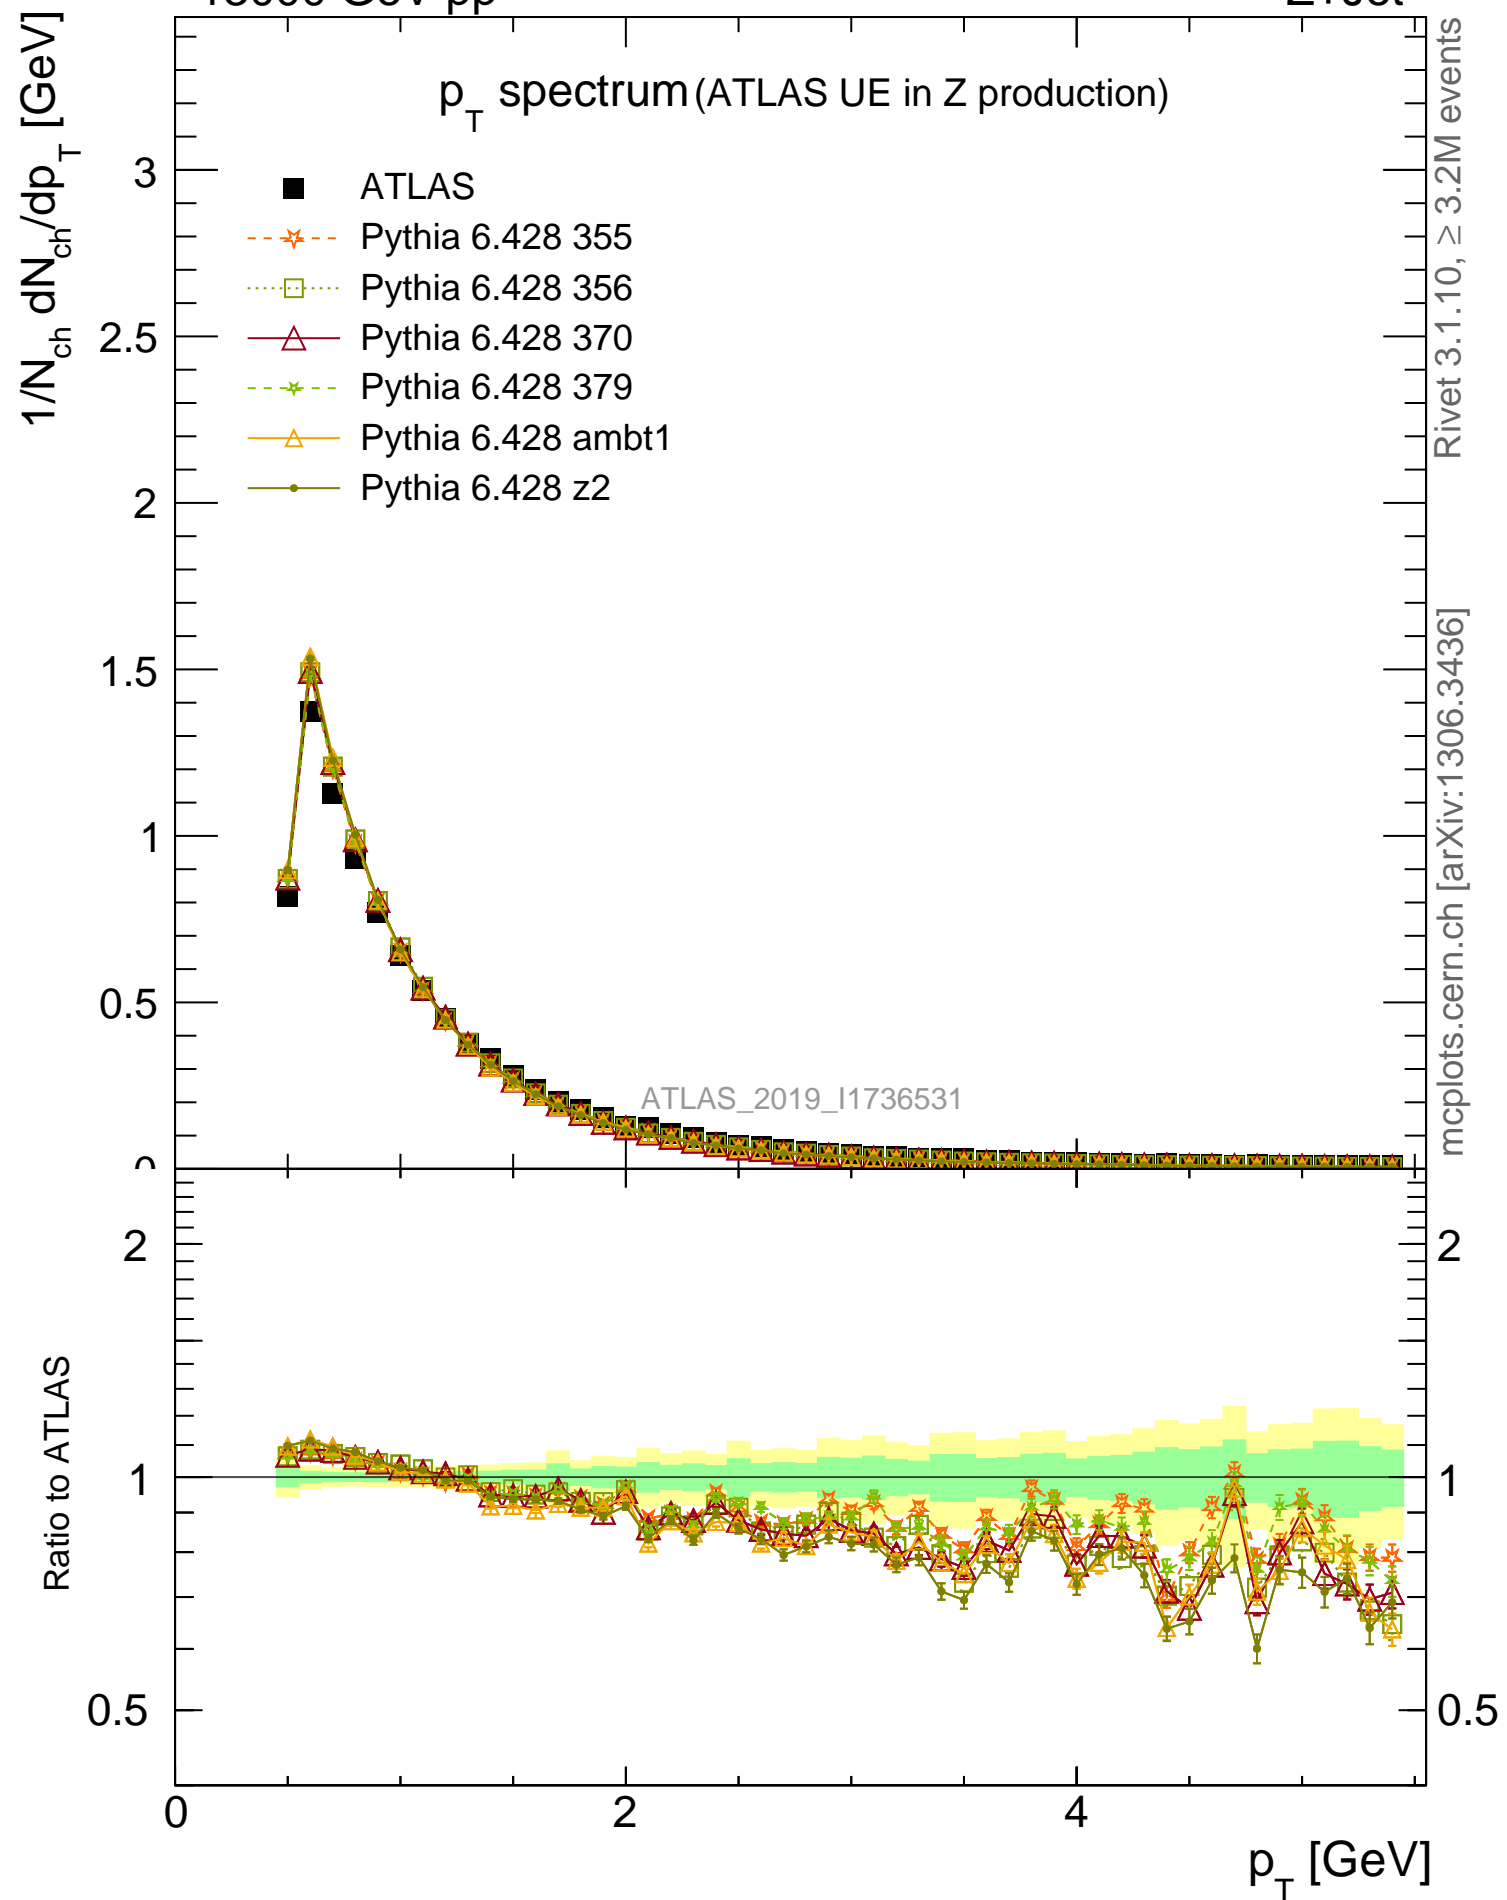 p_T spectrum (ATLAS UE in Z production)
1/N_ch dN_ch/dp_T [GeV]
3
2.5
2
1.5
1
0.5
ATLAS
Pythia 6.428 355
Pythia 6.428 356
Pythia 6.428 370
Pythia 6.428 379
Pythia 6.428 ambt1
Pythia 6.428 z2
ATLAS_2019_I1736531
Rivet 3.1.10, ≥ 3.2M events
mcplots.cern.ch [arXiv:1306.3436]
Ratio to ATLAS
2
1
0.5
2
1
0.5
0
2
4
p_T [GeV]